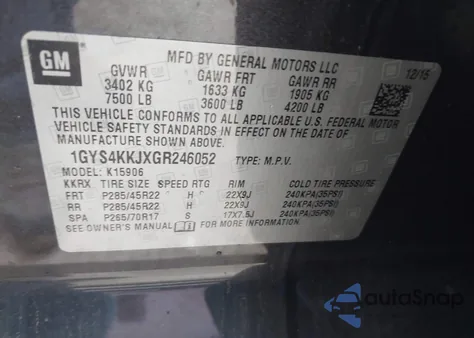 GM
MFD BY GENERAL MOTORS LLC
GVWR GAWR FRT GAWR RR 12/15
3402 KG 1633 KG 1905 KG
7500 LB 3600 LB 4200 LB
THIS VEHICLE CONFORMS TO ALL APPLICABLE U.S. FEDERAL MOTOR
VEHICLE SAFETY STANDARDS IN EFFECT ON THE DATE OF
MANUFACTURE SHOWN ABOVE.
1GYS4KKJXGR246052 TYPE: M.P.V.
MODEL: K15906
KKRX TIRE SIZE SPEED RTG RIM COLD TIRE PRESSURE
FRT P285/45R22 H 22X9J 240KPA(35PSI)
RR P285/45R22 H 22X9J 240KPA(35PSI)
SPA P265/70R17 S 17X7.5J 240KPA(35PSI)
SEE OWNER'S MANUAL FOR MORE INFORMATION.
AutoSnap